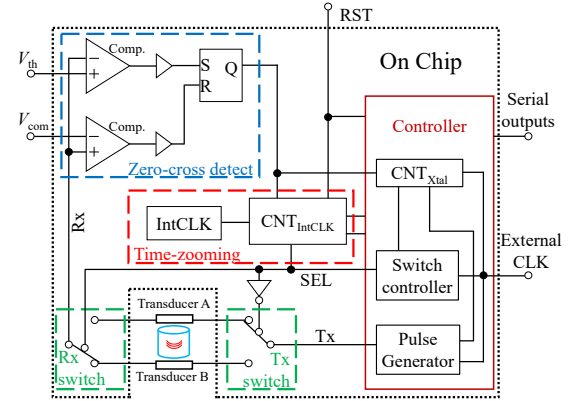 RST
Comp.
V_th
S
Q
R
On Chip
Serial
outputs
Controller
V_com
Comp.
Zero-cross detect
CNT_Xtal
Rx
IntCLK
CNT_IntCLK
Time-zooming
External
CLK
SEL
Switch
controller
Transducer A
Rx
switch
Tx
switch
Tx
Pulse
Generator
Transducer B